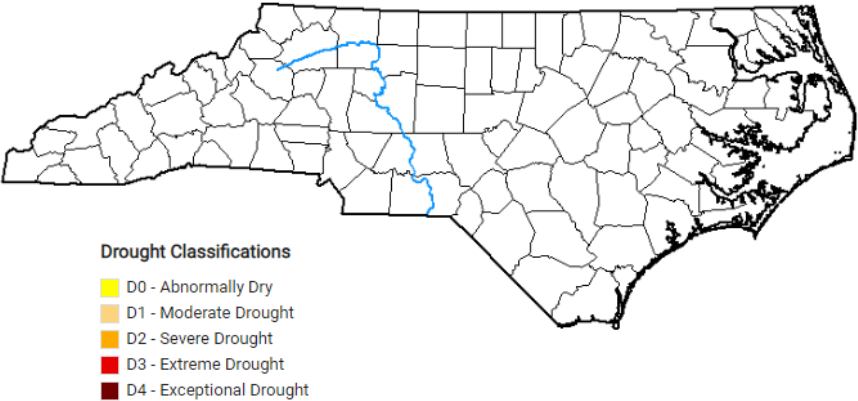 Drought Classifications
D0 - Abnormally Dry
D1 - Moderate Drought
D2 - Severe Drought
D3 - Extreme Drought
D4 - Exceptional Drought